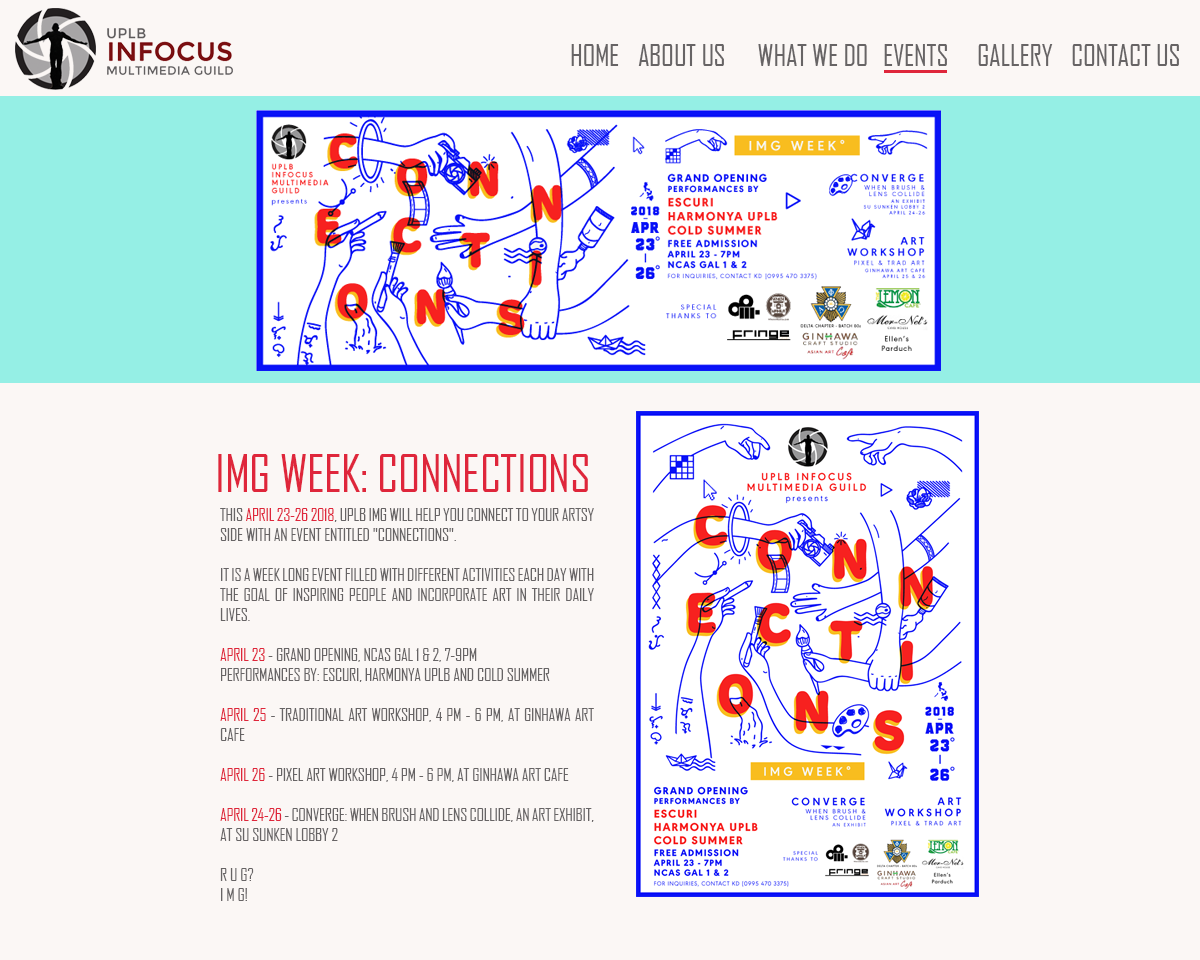 UPLB
INFOCUS
MULTIMEDIA GUILD
HOME ABOUT US WHAT WE DO EVENTS GALLERY CONTACT US
UPLB
INFOCUS
MULTIMEDIA
GUILD
presents
CONNECTIONS
2018
APR
23°
26°
IMG WEEK°
GRAND OPENING
PERFORMANCES BY
ESCURI
HARMONYA UPLB
COLD SUMMER
FREE ADMISSION
APRIL 23 - 7PM
NCAS GAL 1 & 2
FOR INQUIRIES, CONTACT KD (0995 470 3375)
CONVERGE
WHEN BRUSH &
LENS COLLIDE
AN EXHIBIT
SU SUNKEN LOBBY 2
APRIL 24-26
ART
WORKSHOP
PIXEL & TRAD ART
GINHAWA ART CAFE
APRIL 25 & 26
SPECIAL
THANKS TO
fringe
DELTA-CHAPTER - BATCH 80s
GINHAWA
CRAFT STUDIO
ASIAN ART Cafe
LEMON
CAFE
Mer-Nel's
Ellen's
Parduch
IMG WEEK: CONNECTIONS
THIS APRIL 23-26 2018, UPLB IMG WILL HELP YOU CONNECT TO YOUR ARTSY
SIDE WITH AN EVENT ENTITLED "CONNECTIONS".
IT IS A WEEK LONG EVENT FILLED WITH DIFFERENT ACTIVITIES EACH DAY WITH
THE GOAL OF INSPIRING PEOPLE AND INCORPORATE ART IN THEIR DAILY
LIVES.
APRIL 23 - GRAND OPENING, NCAS GAL 1 & 2, 7-9PM
PERFORMANCES BY: ESCURI, HARMONYA UPLB AND COLD SUMMER
APRIL 25 - TRADITIONAL ART WORKSHOP, 4 PM - 6 PM, AT GINHAWA ART
CAFE
APRIL 26 - PIXEL ART WORKSHOP, 4 PM - 6 PM, AT GINHAWA ART CAFE
APRIL 24-26 - CONVERGE: WHEN BRUSH AND LENS COLLIDE, AN ART EXHIBIT,
AT SU SUNKEN LOBBY 2
R U G?
I M G!
UPLB INFOCUS
MULTIMEDIA GUILD
presents
CONNECTIONS
2018
APR
23°
26°
IMG WEEK°
GRAND OPENING
PERFORMANCES BY
ESCURI
HARMONYA UPLB
COLD SUMMER
FREE ADMISSION
APRIL 23 - 7PM
NCAS GAL 1 & 2
FOR INQUIRIES, CONTACT KD (0995 470 3375)
CONVERGE
WHEN BRUSH &
LENS COLLIDE
AN EXHIBIT
ART
WORKSHOP
PIXEL & TRAD ART
SPECIAL
THANKS TO
fringe
DELTA-CHAPTER - BATCH 80s
GINHAWA
CRAFT STUDIO
ASIAN ART Cafe
LEMON
CAFE
Mer-Nel's
Ellen's
Parduch